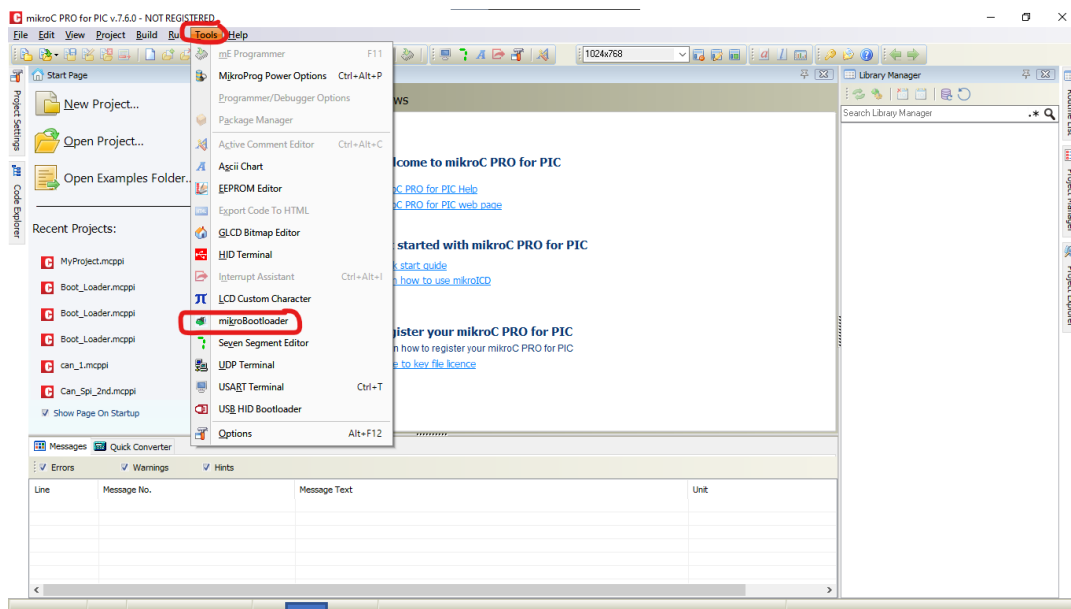 mikroC PRO for PIC v.7.6.0 - NOT REGISTERED
File Edit View Project Build Ru Tools Help
1024x768
Start Page
Library Manager
New Project...
Open Project...
Open Examples Folder..
Recent Projects:
MyProject.mcppi
Boot_Loader.mcppi
Boot_Loader.mcppi
Boot_Loader.mcppi
can_1.mcppi
Can_Spi_2nd.mcppi
Show Page On Startup
mE Programmer F11
MikroProg Power Options Ctrl+Alt+P
Programmer/Debugger Options
Package Manager
Active Comment Editor Ctrl+Alt+C
Ascii Chart
EEPROM Editor
Export Code To HTML
GLCD Bitmap Editor
HID Terminal
Interrupt Assistant Ctrl+Alt+I
LCD Custom Character
mikroBootloader
Seven Segment Editor
UDP Terminal
USART Terminal Ctrl+T
USB HID Bootloader
Options Alt+F12
ws
lcome to mikroC PRO for PIC
C PRO for PIC Help
C PRO for PIC web page
started with mikroC PRO for PIC
k start guide
n how to use mikroICD
ister your mikroC PRO for PIC
n how to register your mikroC PRO for PIC
e to key file licence
Search Library Manager .*
Project Settings
Code Explorer
Routine List
Project Manager
Project Explorer
Messages Quick Converter
Errors Warnings Hints
Line Message No. Message Text Unit